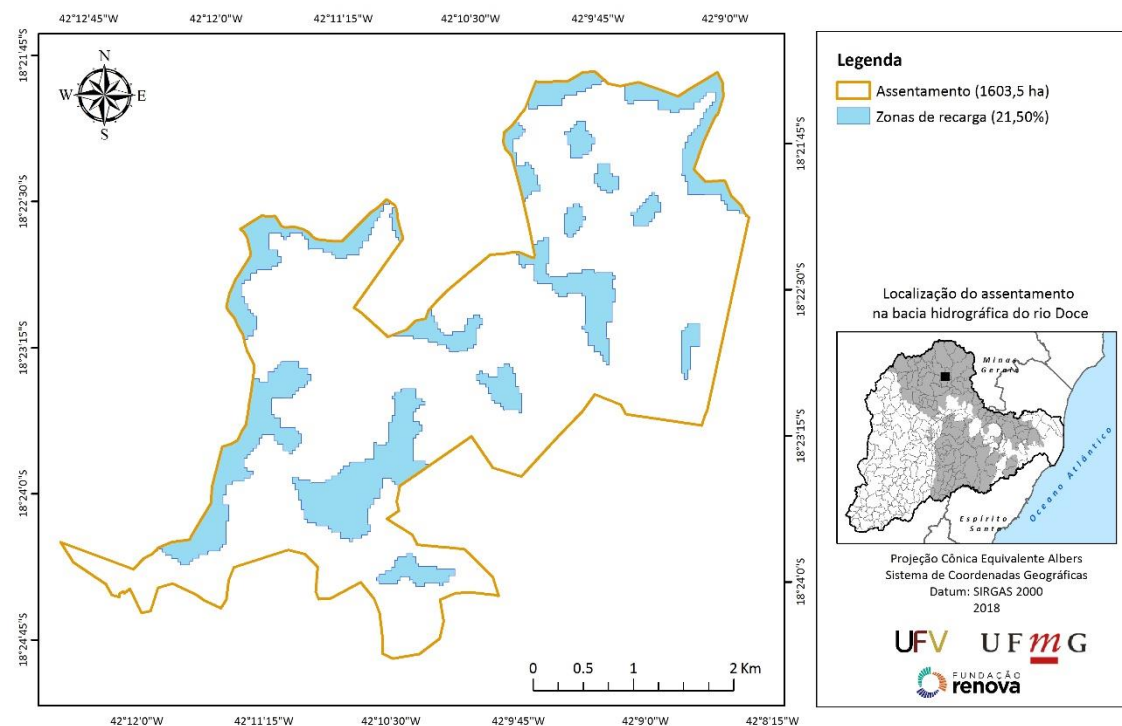 42°12'45"W 42°12'0"W 42°11'15"W 42°10'30"W 42°9'45"W 42°9'0"W
18°21'45"S
18°22'30"S
18°23'15"S
18°24'0"S
18°24'45"S
N
W E
S
18°21'45"S
18°22'30"S
18°23'15"S
18°24'0"S
0 0.5 1 2 Km
42°12'0"W 42°11'15"W 42°10'30"W 42°9'45"W 42°9'0"W 42°8'15"W
Legenda
Assentamento (1603,5 ha)
Zonas de recarga (21,50%)
Localização do assentamento
na bacia hidrográfica do rio Doce
Minas
Gerais
Oceano Atlântico
Espírito
Santo
Projeção Cônica Equivalente Albers
Sistema de Coordenadas Geográficas
Datum: SIRGAS 2000
2018
UFV UFmG
FUNDAÇÃO
renova